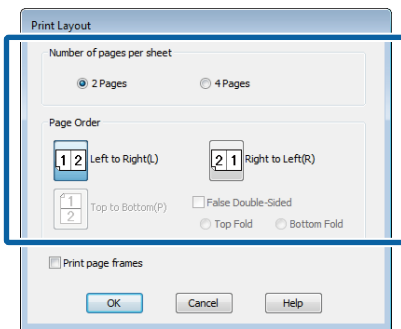 Print Layout
Number of pages per sheet
2 Pages
4 Pages
Page Order
1 2 Left to Right(L)
2 1 Right to Left(R)
1
2
Top to Bottom(P)
False Double-Sided
Top Fold
Bottom Fold
Print page frames
OK
Cancel
Help